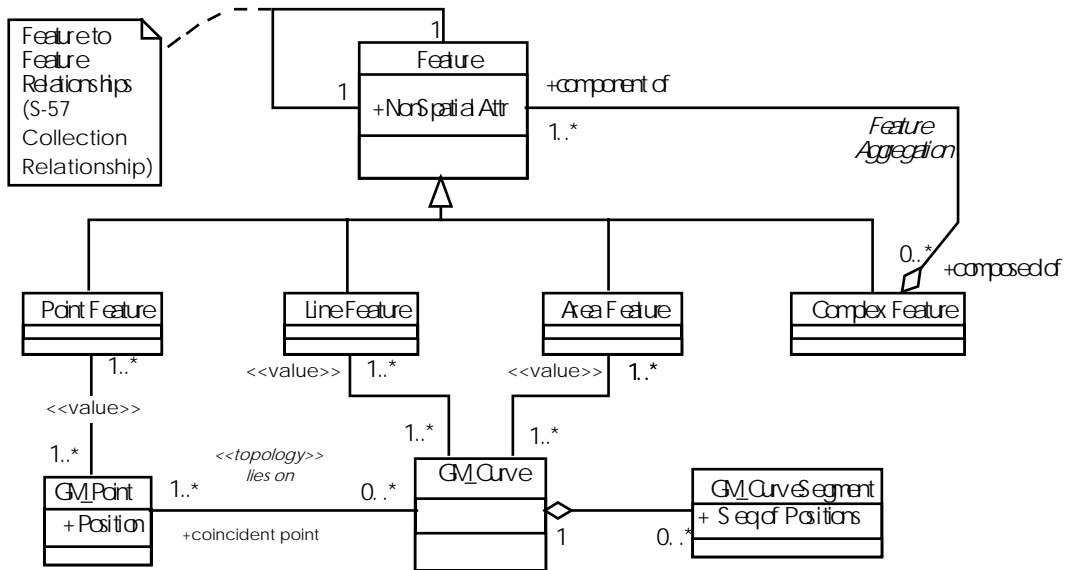 Feature to
Feature
Relationships
(S-57
Collection
Relationship)
1
1
Feature
+NonSpatial Attr
+component of
1..*
Feature
Aggregation
0..*
+composed of
Point Feature
Line Feature
Area Feature
Complex Feature
1..*
<<value>>
1..*
<<value>>
1..*
<<value>>
1..*
1..*
1..*
<<topology>>
lies on
GM_Point
+ Position
1..*
0..*
+coincident point
GM_Curve
1
0..*
GM_CurveSegment
+ Seq of Positions